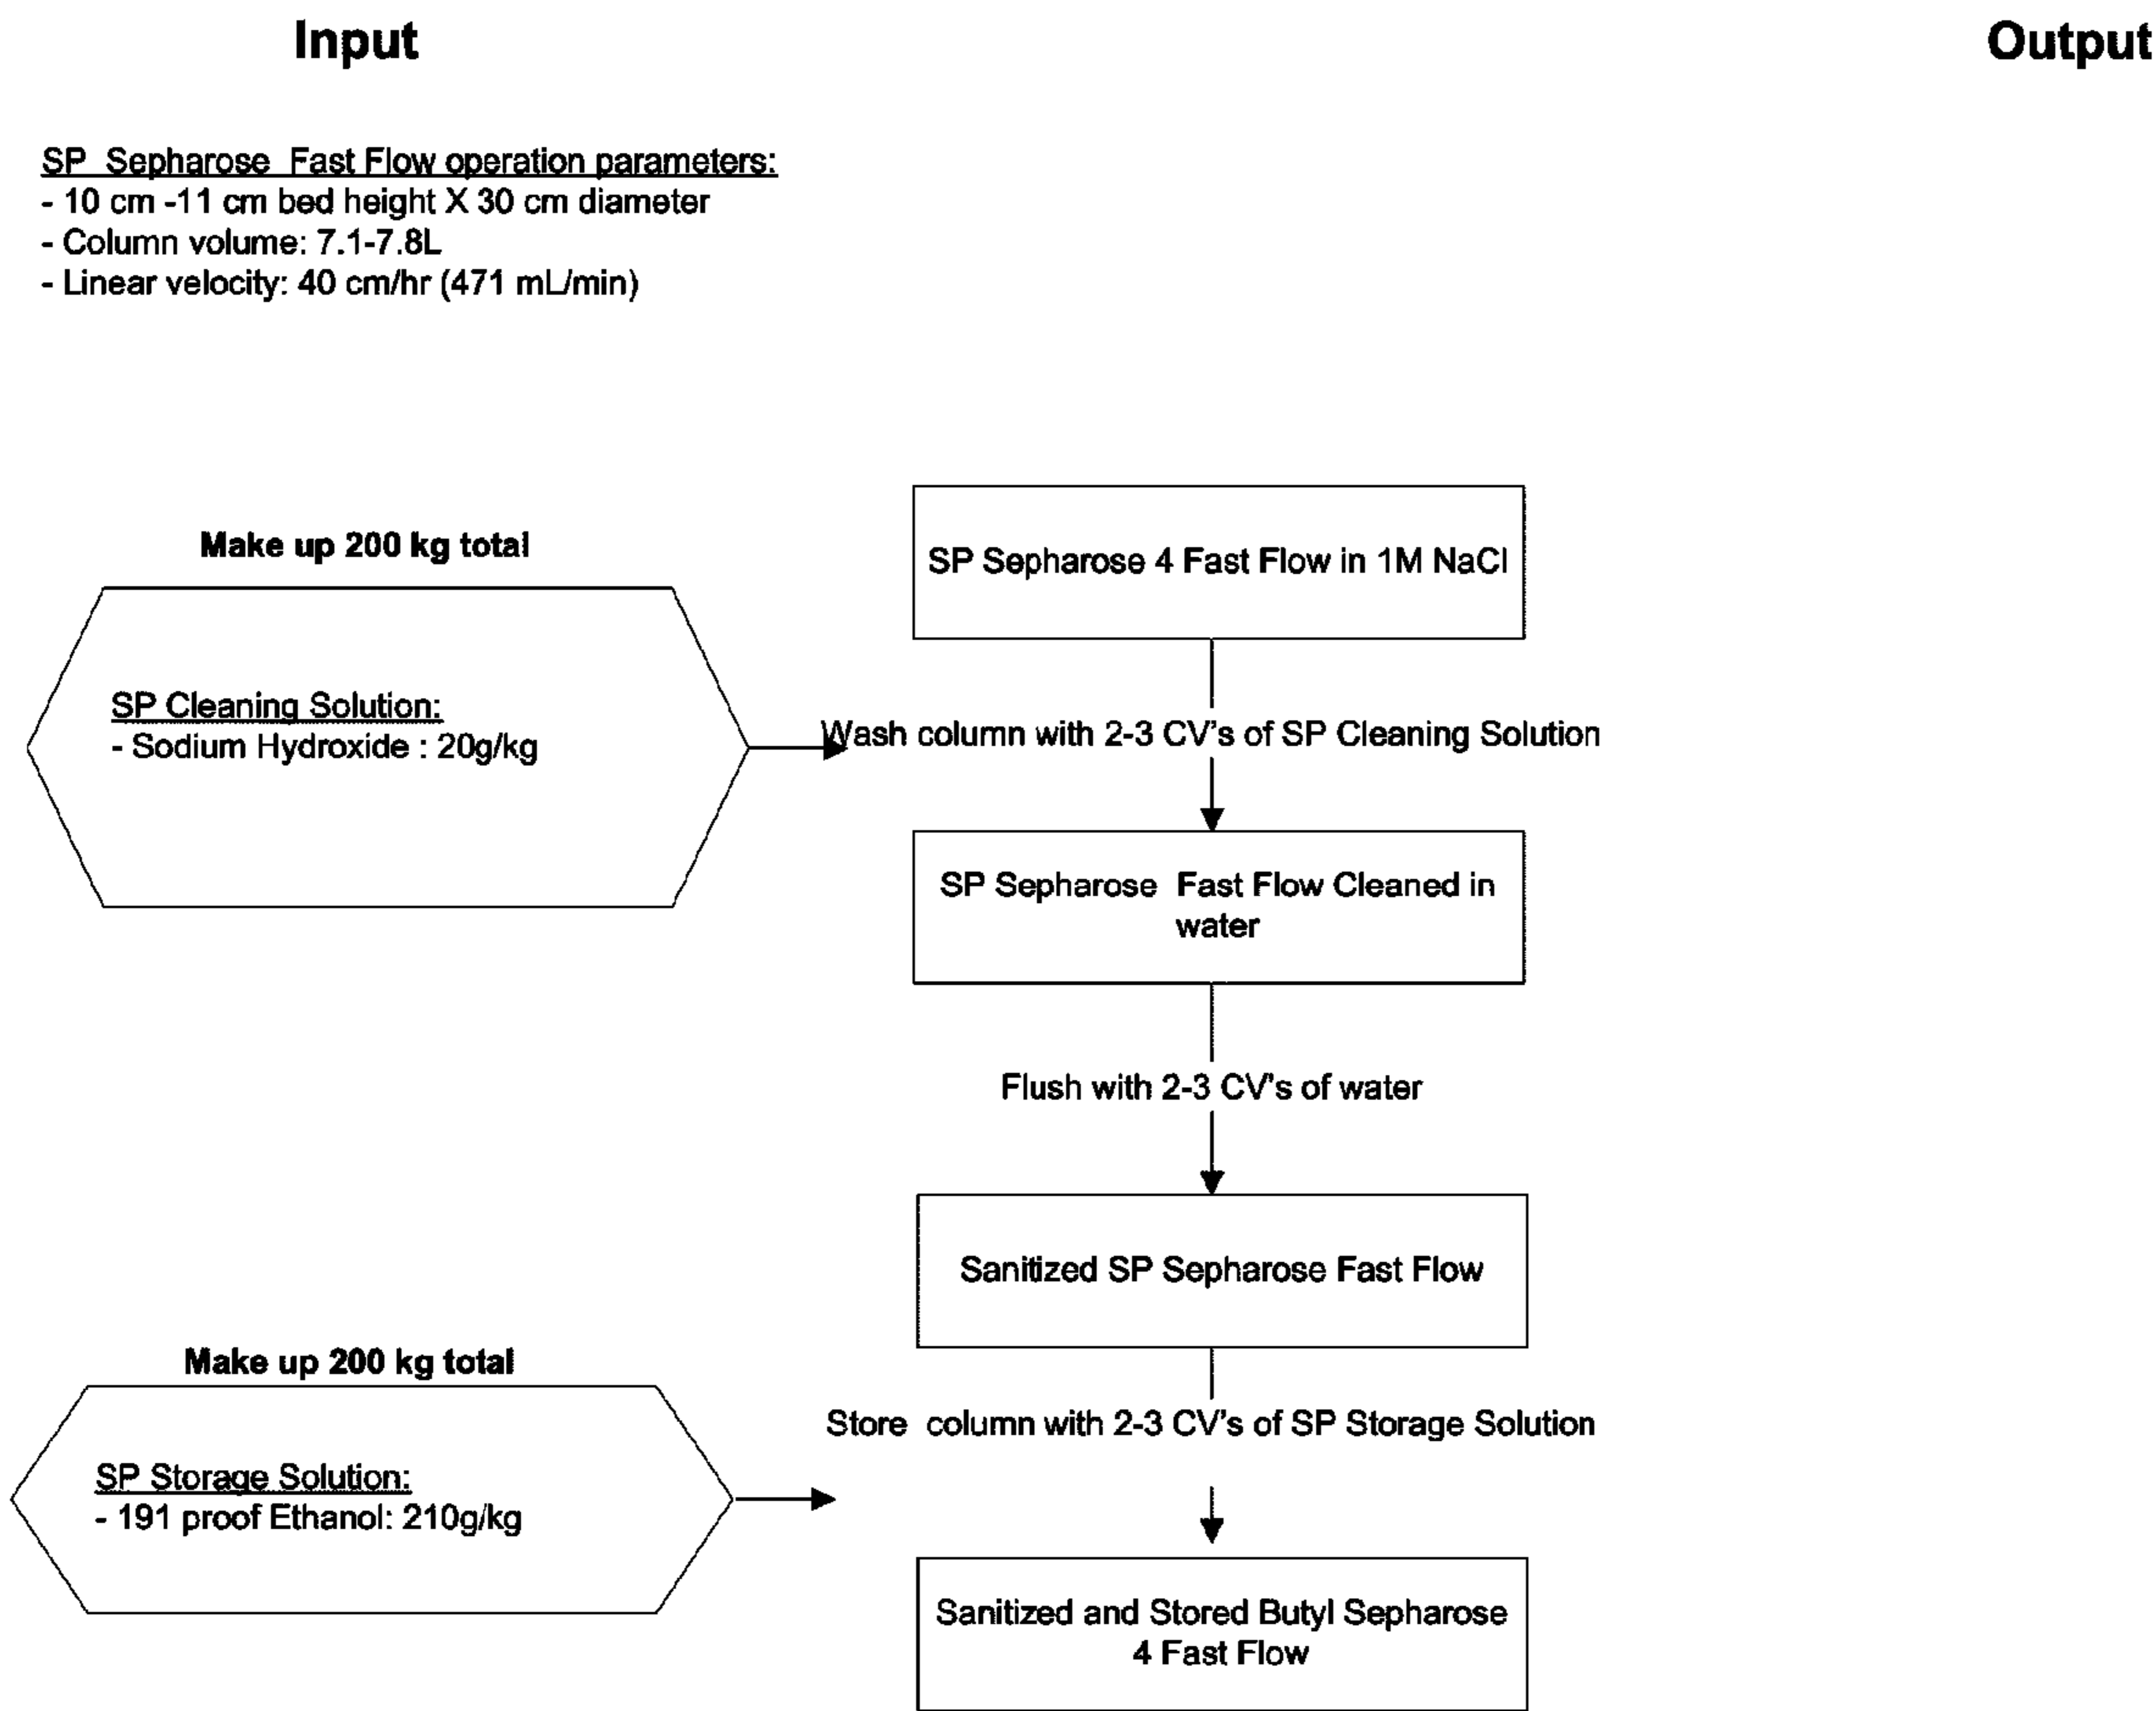 Input
Output
SP Sepharose Fast Flow operation parameters:
- 10 cm -11 cm bed height X 30 cm diameter
- Column volume: 7.1-7.8L
- Linear velocity: 40 cm/hr (471 mL/min)
SP Sepharose 4 Fast Flow in 1M NaCl
Make up 200 kg total
SP Cleaning Solution:
- Sodium Hydroxide : 20g/kg
Wash column with 2-3 CV's of SP Cleaning Solution
SP Sepharose Fast Flow Cleaned in
water
Flush with 2-3 CV's of water
Sanitized SP Sepharose Fast Flow
Make up 200 kg total
SP Storage Solution:
- 191 proof Ethanol: 210g/kg
Store column with 2-3 CV's of SP Storage Solution
Sanitized and Stored Butyl Sepharose
4 Fast Flow